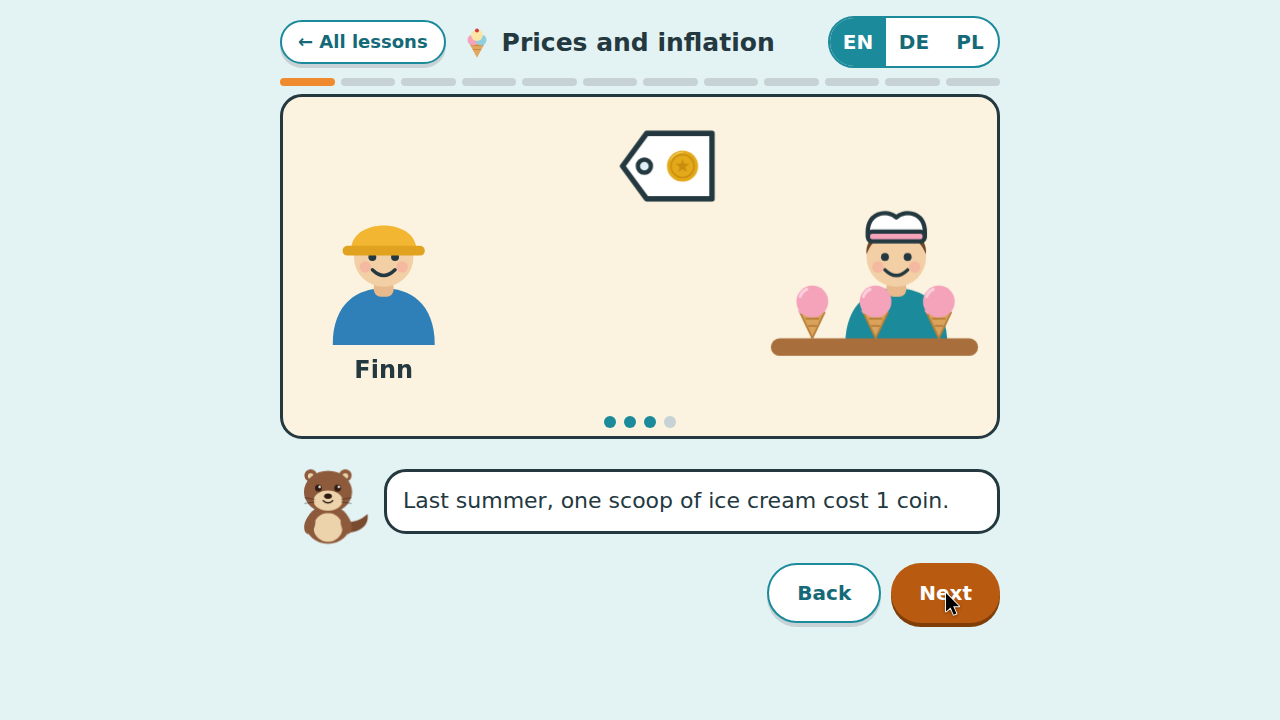 ← All lessons
Prices and inflation
EN DE PL
Finn
Last summer, one scoop of ice cream cost 1 coin.
Back
Next